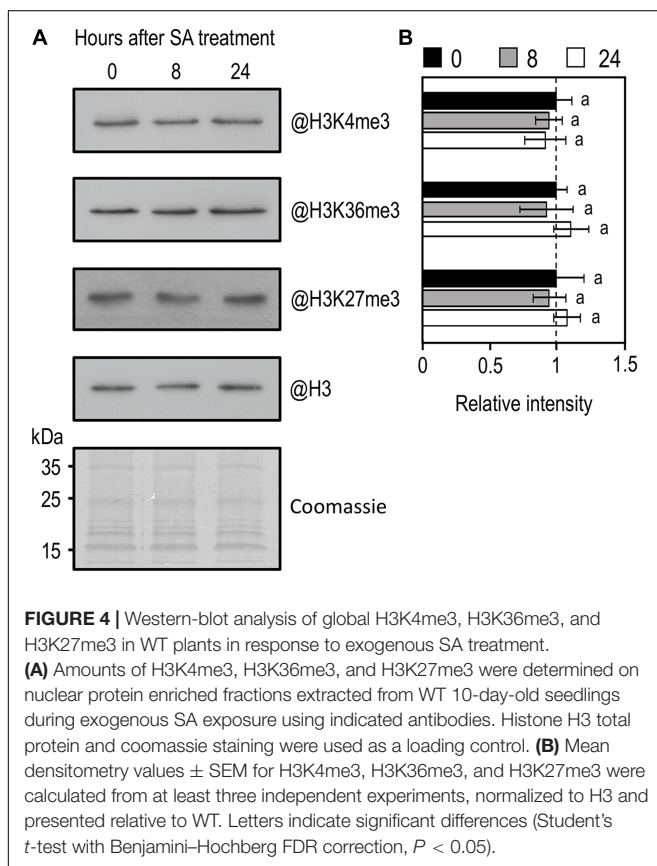 A Hours after SA treatment
0 8 24
@H3K4me3
@H3K36me3
@H3K27me3
@H3
kDa
35
25
15
Coomassie
B
0 8 24
a
a
a
a
a
a
a
a
a
0 0.5 1 1.5
Relative intensity
FIGURE 4 | Western-blot analysis of global H3K4me3, H3K36me3, and
H3K27me3 in WT plants in response to exogenous SA treatment.
(A) Amounts of H3K4me3, H3K36me3, and H3K27me3 were determined on
nuclear protein enriched fractions extracted from WT 10-day-old seedlings
during exogenous SA exposure using indicated antibodies. Histone H3 total
protein and coomassie staining were used as a loading control. (B) Mean
densitometry values ± SEM for H3K4me3, H3K36me3, and H3K27me3 were
calculated from at least three independent experiments, normalized to H3 and
presented relative to WT. Letters indicate significant differences (Student's
t-test with Benjamini–Hochberg FDR correction, P < 0.05).